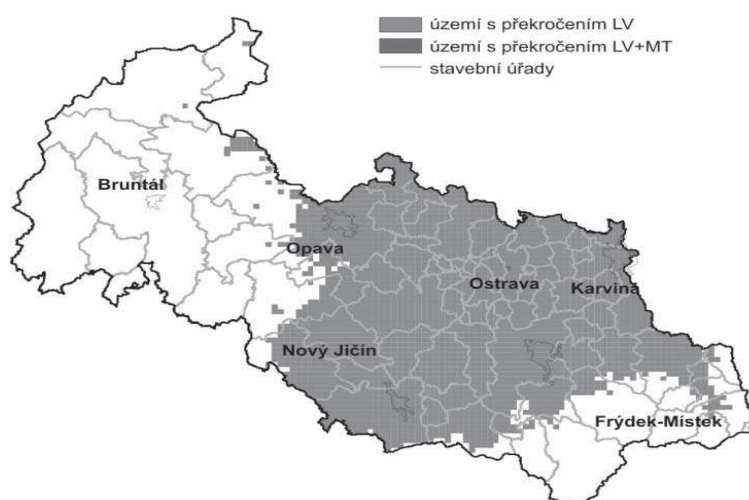 území s překročením LV
území s překročením LV+MT
stavební úřady
Bruntál
Opava
Ostrava
Karviná
Nový Jičín
Frýdek-Místek